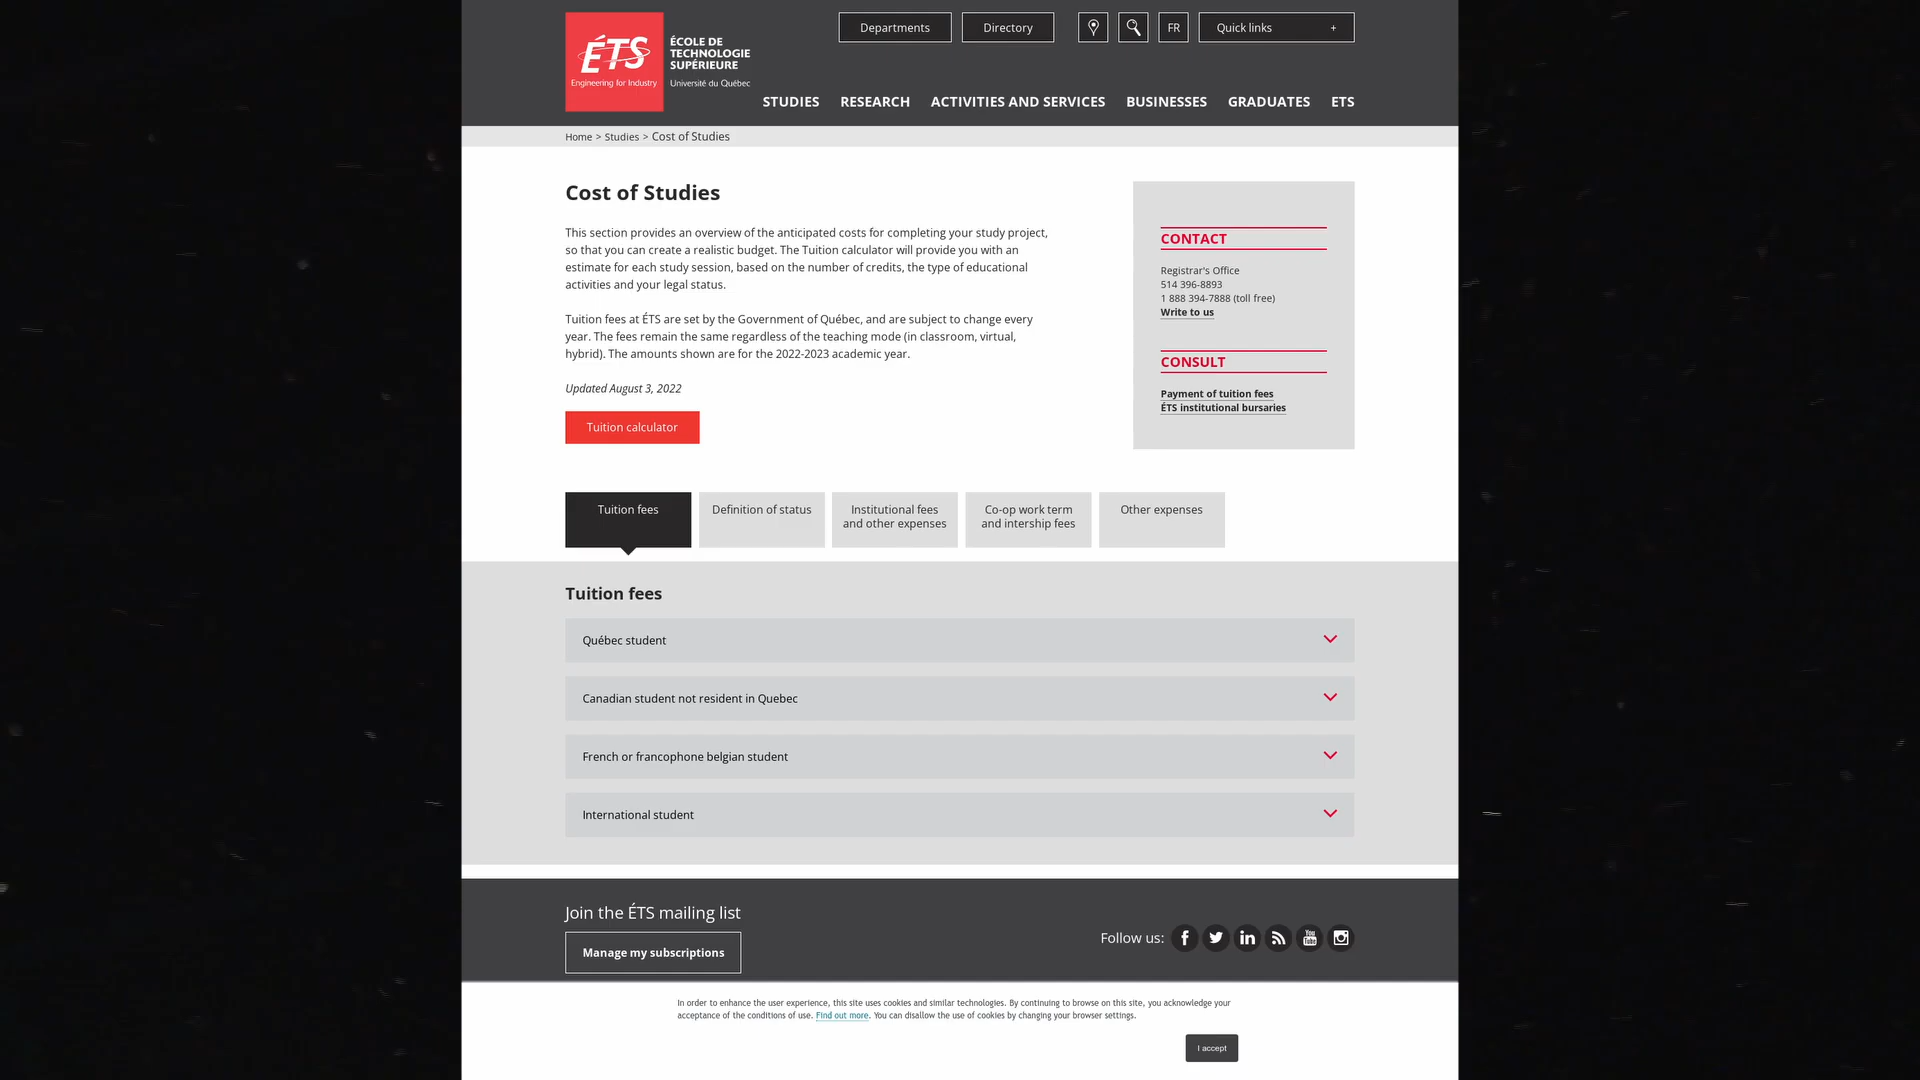 Departments
Directory
FR
Quick links +
ÉTS
Engineering for Industry
ÉCOLE DE
TECHNOLOGIE
SUPÉRIEURE
Université du Québec
STUDIES RESEARCH ACTIVITIES AND SERVICES BUSINESSES GRADUATES ETS
Home > Studies > Cost of Studies
Cost of Studies
This section provides an overview of the anticipated costs for completing your study project,
so that you can create a realistic budget. The Tuition calculator will provide you with an
estimate for each study session, based on the number of credits, the type of educational
activities and your legal status.
Tuition fees at ÉTS are set by the Government of Québec, and are subject to change every
year. The fees remain the same regardless of the teaching mode (in classroom, virtual,
hybrid). The amounts shown are for the 2022-2023 academic year.
Updated August 3, 2022
Tuition calculator
CONTACT
Registrar's Office
514 396-8893
1 888 394-7888 (toll free)
Write to us
CONSULT
Payment of tuition fees
ÉTS institutional bursaries
Tuition fees
Definition of status
Institutional fees
and other expenses
Co-op work term
and intership fees
Other expenses
Tuition fees
Québec student
Canadian student not resident in Quebec
French or francophone belgian student
International student
Join the ÉTS mailing list
Manage my subscriptions
Follow us:
You
Tube
In order to enhance the user experience, this site uses cookies and similar technologies. By continuing to browse on this site, you acknowledge your
acceptance of the conditions of use. Find out more. You can disallow the use of cookies by changing your browser settings.
I accept